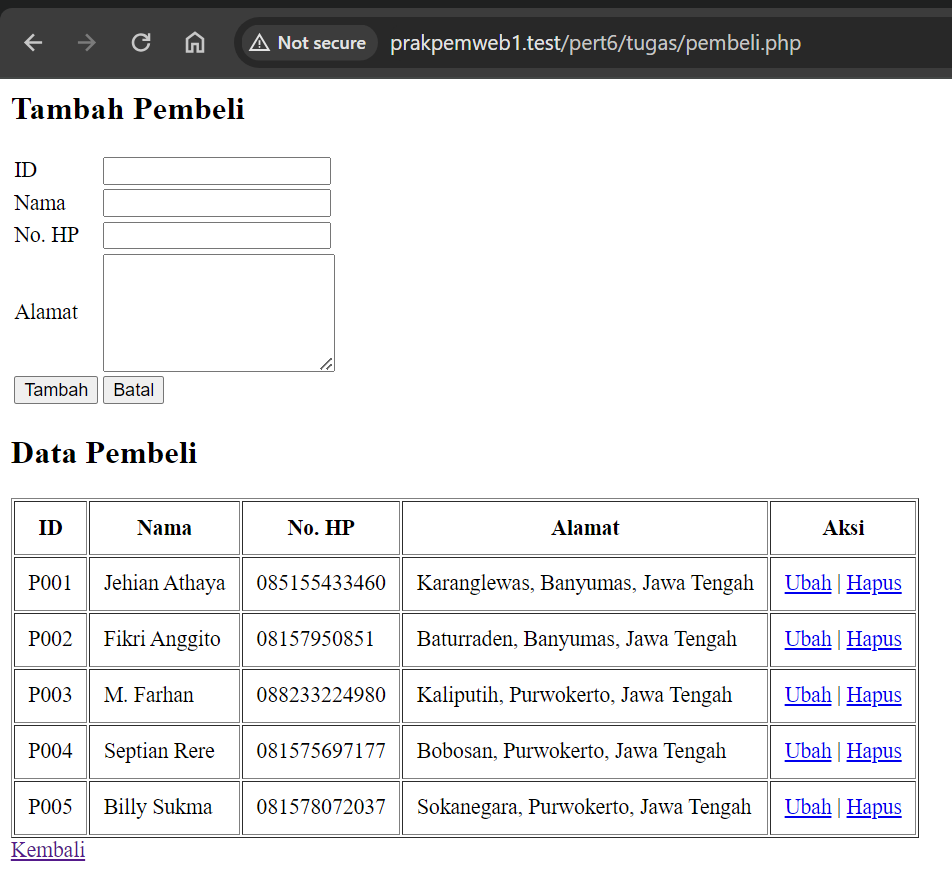 Not secure prakpemweb1.test/pert6/tugas/pembeli.php
Tambah Pembeli
ID
Nama
No. HP
Alamat
Tambah Batal
Data Pembeli
ID Nama No. HP Alamat Aksi
P001 Jehian Athaya 085155433460 Karanglewas, Banyumas, Jawa Tengah Ubah | Hapus
P002 Fikri Anggito 08157950851 Baturraden, Banyumas, Jawa Tengah Ubah | Hapus
P003 M. Farhan 088233224980 Kaliputih, Purwokerto, Jawa Tengah Ubah | Hapus
P004 Septian Rere 081575697177 Bobosan, Purwokerto, Jawa Tengah Ubah | Hapus
P005 Billy Sukma 081578072037 Sokanegara, Purwokerto, Jawa Tengah Ubah | Hapus
Kembali